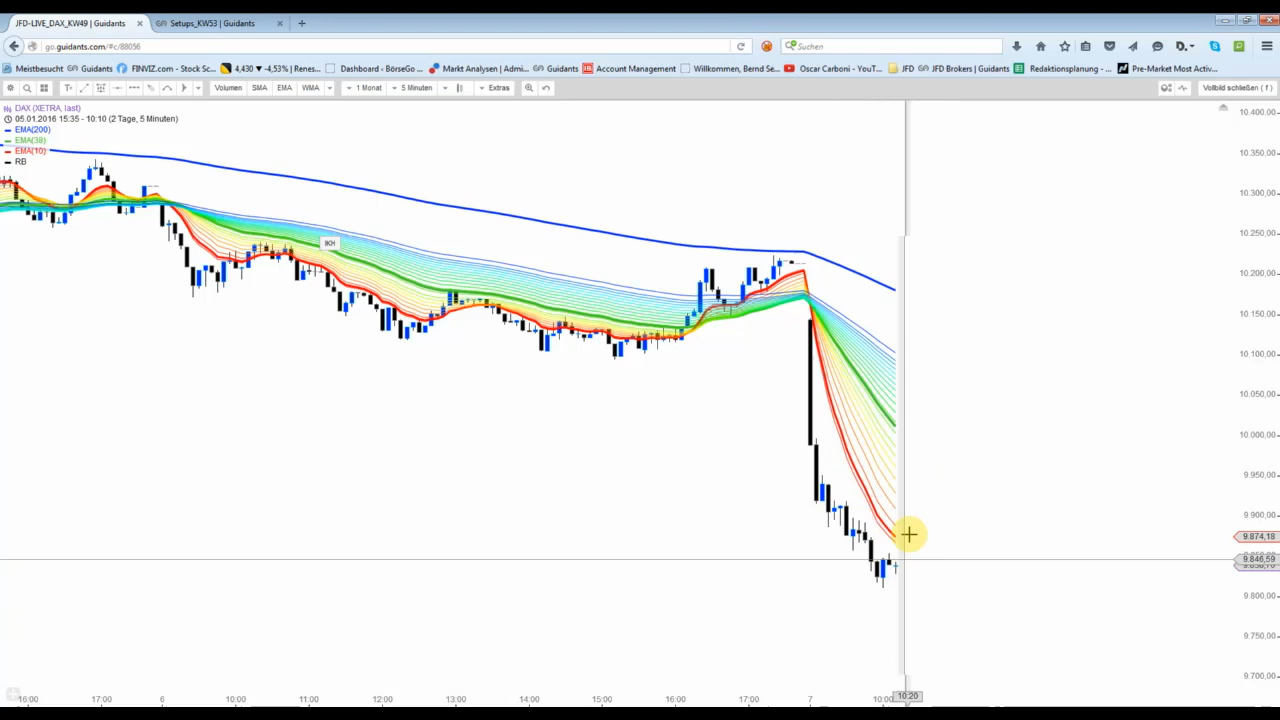 JFD-LIVE_DAX_KW49 | Guidants
Setups_KW53 | Guidants
go.guidants.com/#c/88056
Suchen
Meistbesucht
Guidants
FINVIZ.com - Stock Sc...
4,430 ▼ -4,53% | Renes...
Dashboard - BörseGo ...
Markt Analysen | Admi...
Guidants
Account Management
Willkommen, Bernd Se...
Oscar Carboni - YouT...
JFD
JFD Brokers | Guidants
Redaktionsplanung - ...
Pre-Market Most Activ...
Volumen
SMA
EMA
WMA
1 Monat
5 Minuten
Extras
Vollbild schließen ( f )
DAX (XETRA, last)
05.01.2016 15:35 - 10:10 (2 Tage, 5 Minuten)
EMA(200)
EMA(38)
EMA(10)
RB
IKH
10.400,00
10.350,00
10.300,00
10.250,00
10.200,00
10.150,00
10.100,00
10.050,00
10.000,00
9.950,00
9.900,00
9.874,18
9.846,59
9.800,00
9.750,00
9.700,00
16:00 17:00 6 10:00 11:00 12:00 13:00 14:00 15:00 16:00 17:00 7 10:00 10:20